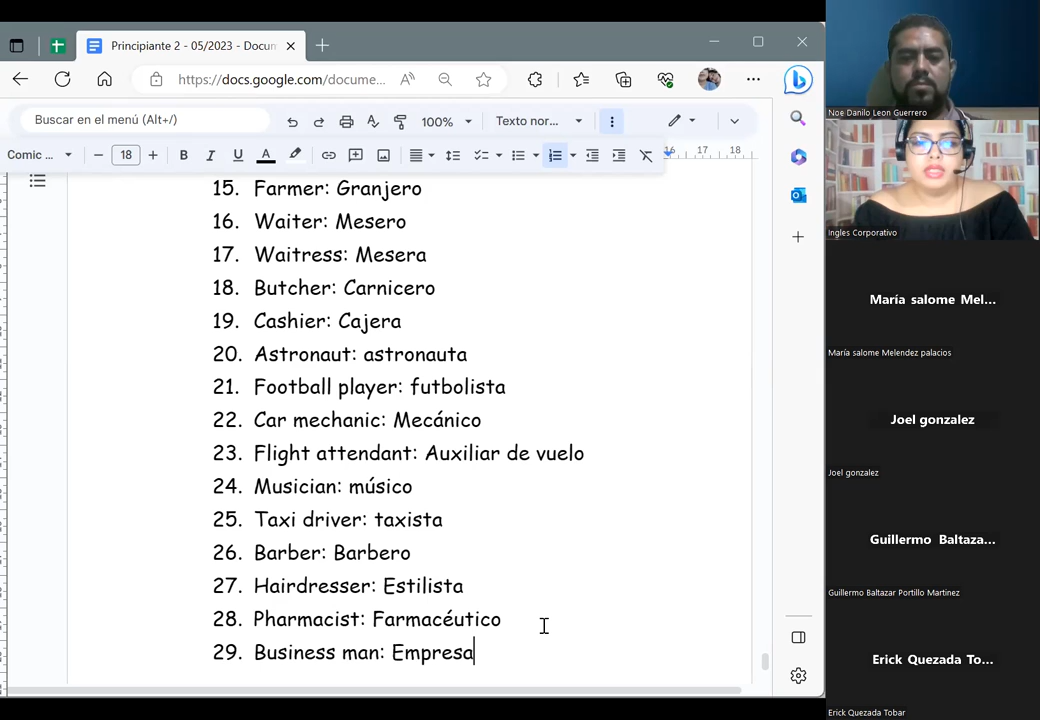 Principiante 2 - 05/2023 - Docun
https://docs.google.com/docume...
Buscar en el menú (Alt+/)
100%
Texto nor...
Comic ...
18
16 17 18
15. Farmer: Granjero
16. Waiter: Mesero
17. Waitress: Mesera
18. Butcher: Carnicero
19. Cashier: Cajera
20. Astronaut: astronauta
21. Football player: futbolista
22. Car mechanic: Mecánico
23. Flight attendant: Auxiliar de vuelo
24. Musician: músico
25. Taxi driver: taxista
26. Barber: Barbero
27. Hairdresser: Estilista
28. Pharmacist: Farmacéutico
29. Business man: Empresa
Noe Danilo Leon Guerrero
Ingles Corporativo
María salome Mel...
María salome Melendez palacios
Joel gonzalez
Joel gonzalez
Guillermo Baltaza...
Guillermo Baltazar Portillo Martinez
Erick Quezada To...
Erick Quezada Tobar